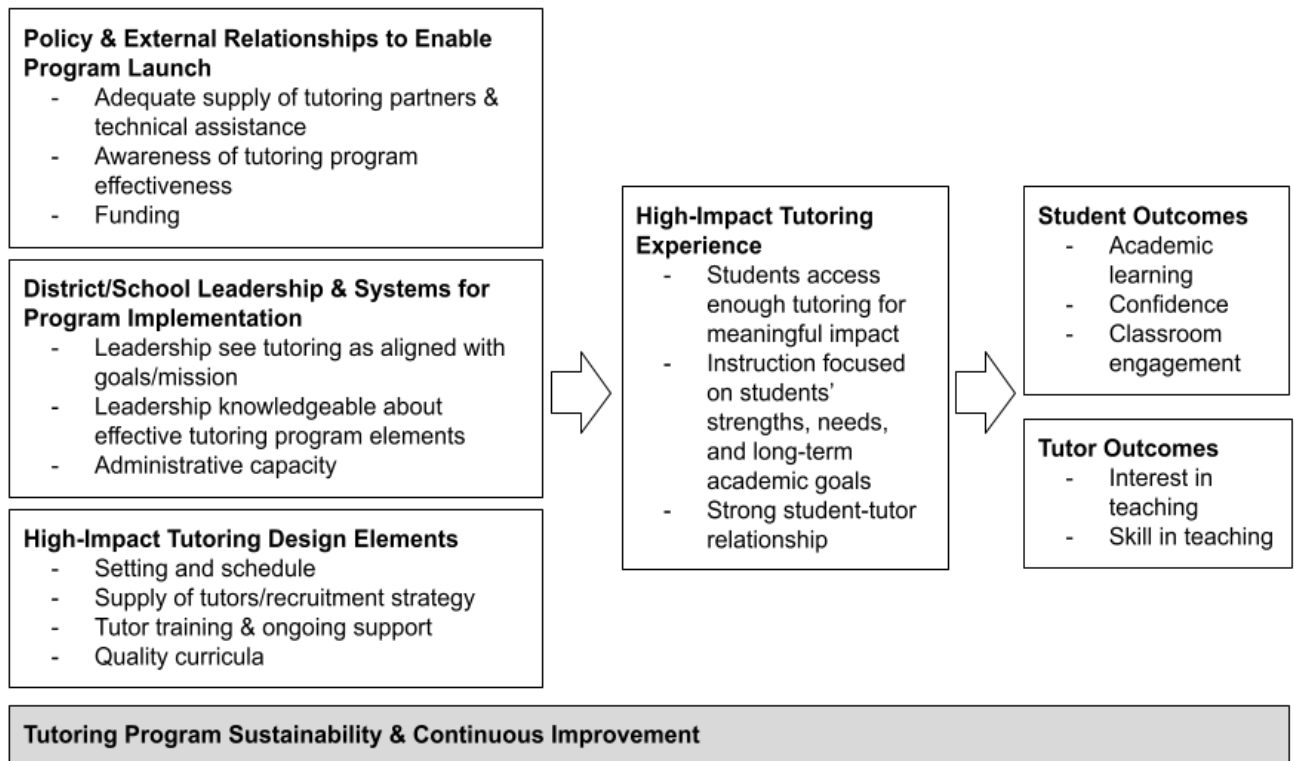 Policy & External Relationships to Enable
Program Launch
- Adequate supply of tutoring partners &
technical assistance
- Awareness of tutoring program
effectiveness
- Funding
District/School Leadership & Systems for
Program Implementation
- Leadership see tutoring as aligned with
goals/mission
- Leadership knowledgeable about
effective tutoring program elements
- Administrative capacity
High-Impact Tutoring Design Elements
- Setting and schedule
- Supply of tutors/recruitment strategy
- Tutor training & ongoing support
- Quality curricula
High-Impact Tutoring
Experience
- Students access
enough tutoring for
meaningful impact
- Instruction focused
on students’
strengths, needs,
and long-term
academic goals
- Strong student-tutor
relationship
Student Outcomes
- Academic
learning
- Confidence
- Classroom
engagement
Tutor Outcomes
- Interest in
teaching
- Skill in teaching
Tutoring Program Sustainability & Continuous Improvement